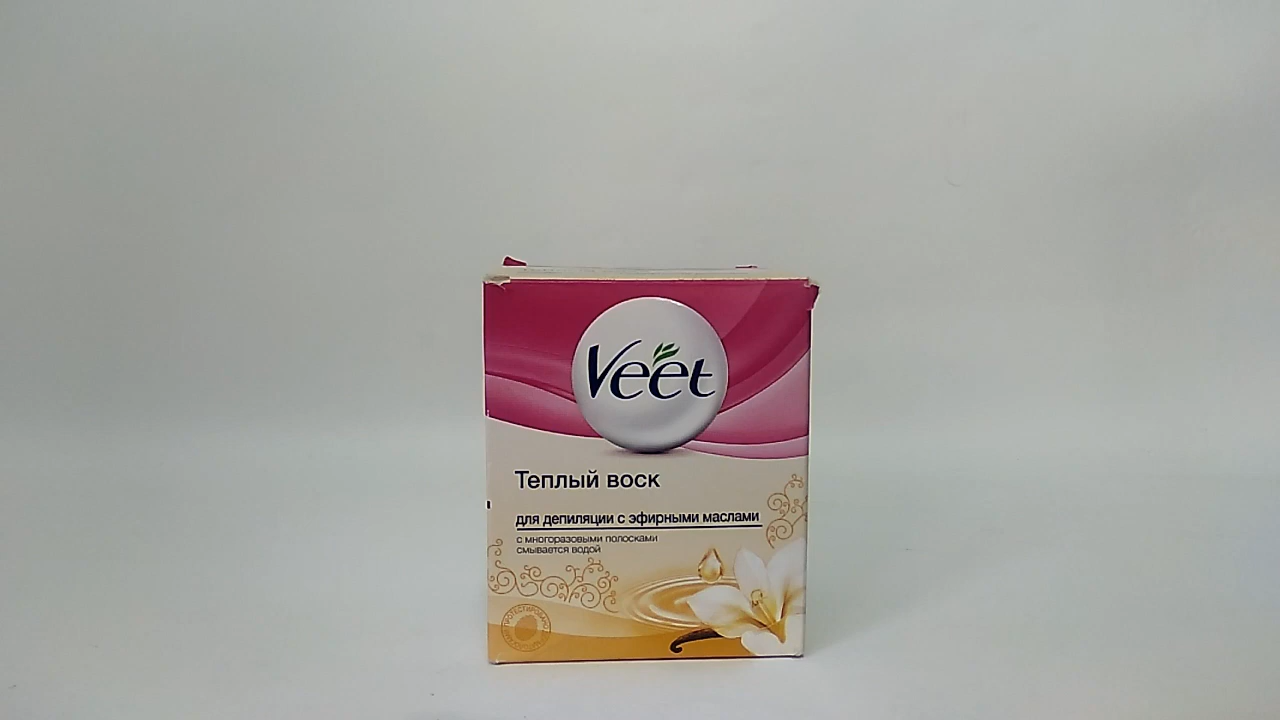 Veet
Теплый воск
для депиляции с эфирными маслами
с многоразовыми полосками
смывается водой